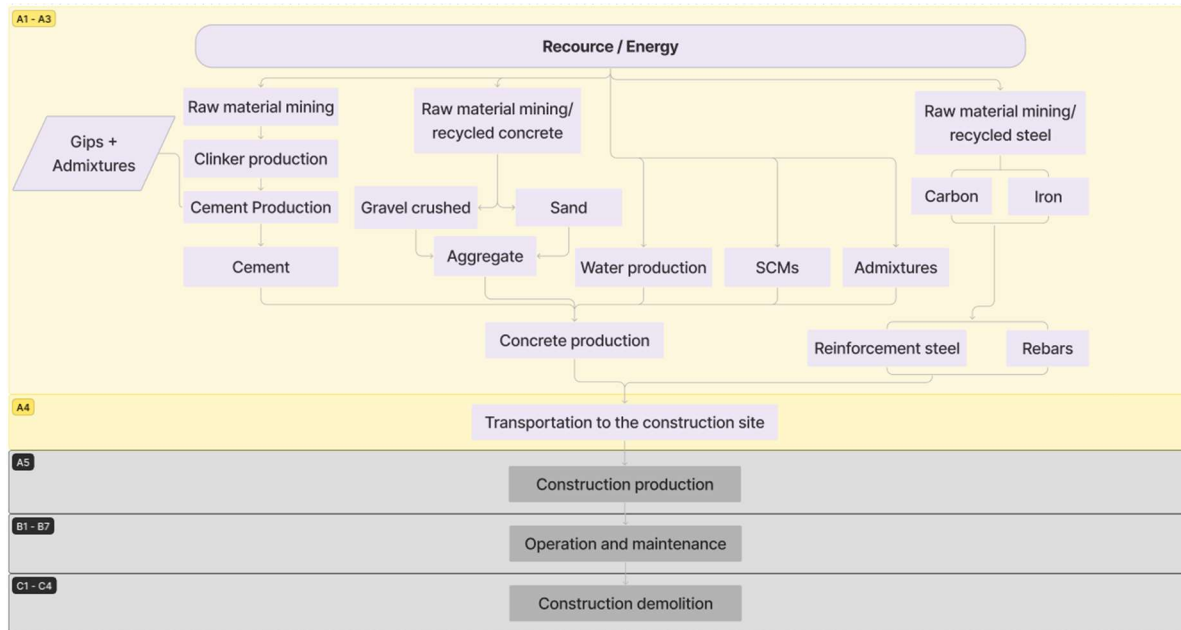 A1 - A3
Recource / Energy
Raw material mining
Raw material mining/
recycled concrete
Raw material mining/
recycled steel
Gips +
Admixtures
Clinker production
Carbon
Iron
Cement Production
Gravel crushed
Sand
Aggregate
Cement
Water production
SCMs
Admixtures
Concrete production
Reinforcement steel
Rebars
A4
Transportation to the construction site
A5
Construction production
B1 - B7
Operation and maintenance
C1 - C4
Construction demolition